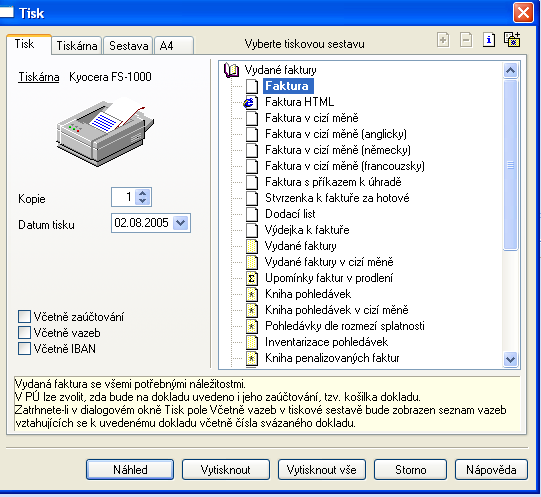 Tisk
Tisk Tiskárna Sestava A4
Vyberte tiskovou sestavu
Tiskárna Kyocera FS-1000
Kopie 1
Datum tisku 02.08.2005
Včetně zaúčtování
Včetně vazeb
Včetně IBAN
Vydané faktury
Faktura
Faktura HTML
Faktura v cizí měně
Faktura v cizí měně (anglicky)
Faktura v cizí měně (německy)
Faktura v cizí měně (francouzsky)
Faktura s příkazem k úhradě
Stvrzenka k faktuře za hotové
Dodací list
Výdejka k faktuře
Vydané faktury
Vydané faktury v cizí měně
Upomínky faktur v prodlení
Kniha pohledávek
Kniha pohledávek v cizí měně
Pohledávky dle rozmezí splatnosti
Inventarizace pohledávek
Kniha penalizovaných faktur
Vydaná faktura se všemi potřebnými náležitostmi.
V PÚ lze zvolit, zda bude na dokladu uvedeno i jeho zaúčtování, tzv. košilka dokladu.
Zatrhnete-li v dialogovém okně Tisk pole Včetně vazeb v tiskové sestavě bude zobrazen seznam vazeb
vztahujících se k uvedenému dokladu včetně čísla svázaného dokladu.
Náhled Vytisknout Vytisknout vše Storno Nápověda